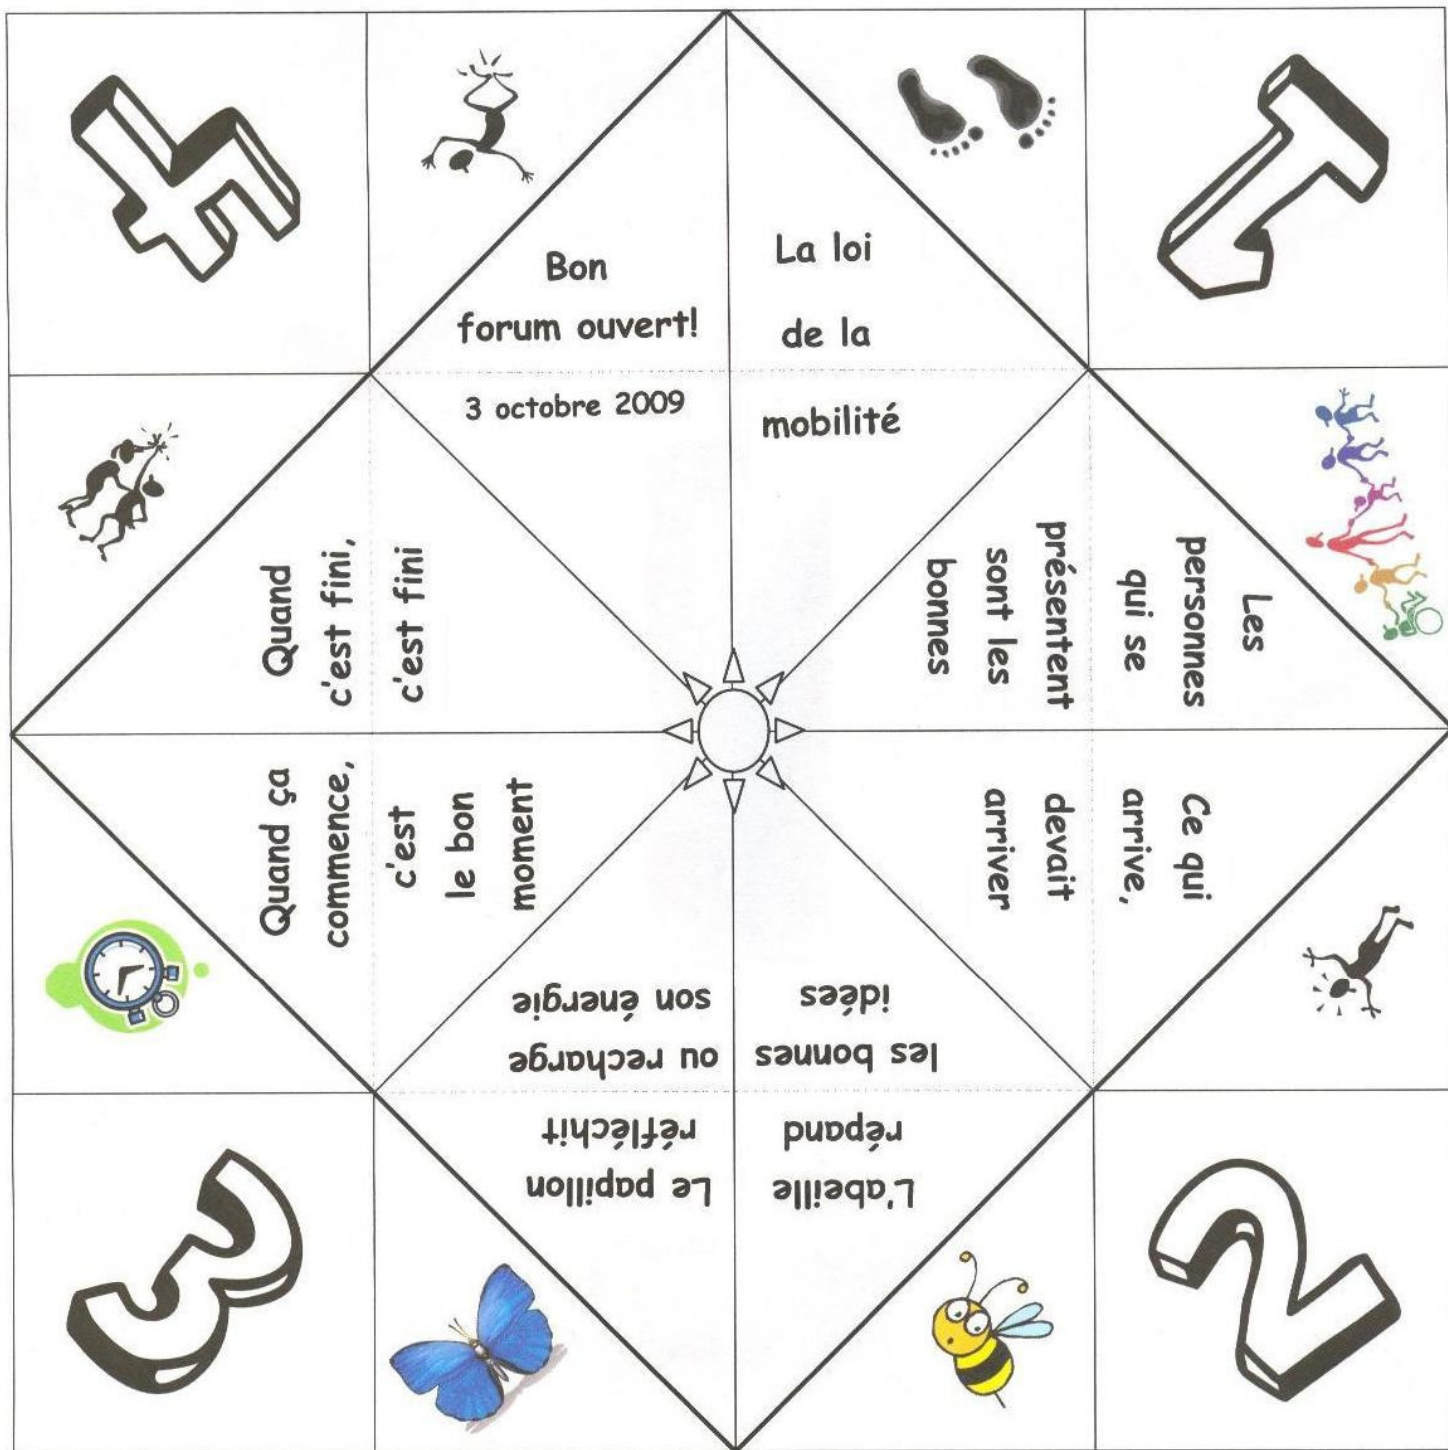 4
1
Bon
forum ouvert!
3 octobre 2009
La loi
de la
mobilité
Les
personnes
qui se
présentent
sont les
bonnes
Ce qui
arrive,
devait
arriver
2
L'abeille
répand
les bonnes
idées
Le papillon
réfléchit
ou recharge
son énergie
3
Quand ça
commence,
c'est
le bon
moment
Quand
c'est fini,
c'est fini